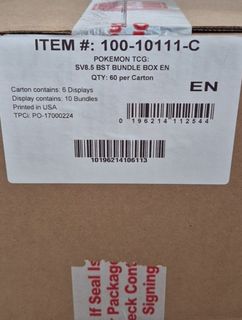 ITEM #: 100-10111-C
POKEMON TCG:
SV8.5 BST BUNDLE BOX EN
QTY: 60 per Carton
Carton contains: 6 Displays
Display contains: 10 Bundles
Printed in USA
TPCi: PO-17000224
EN
0 196214 112544
10196214106113
If Seal Is
Package
Check Cont
Signing